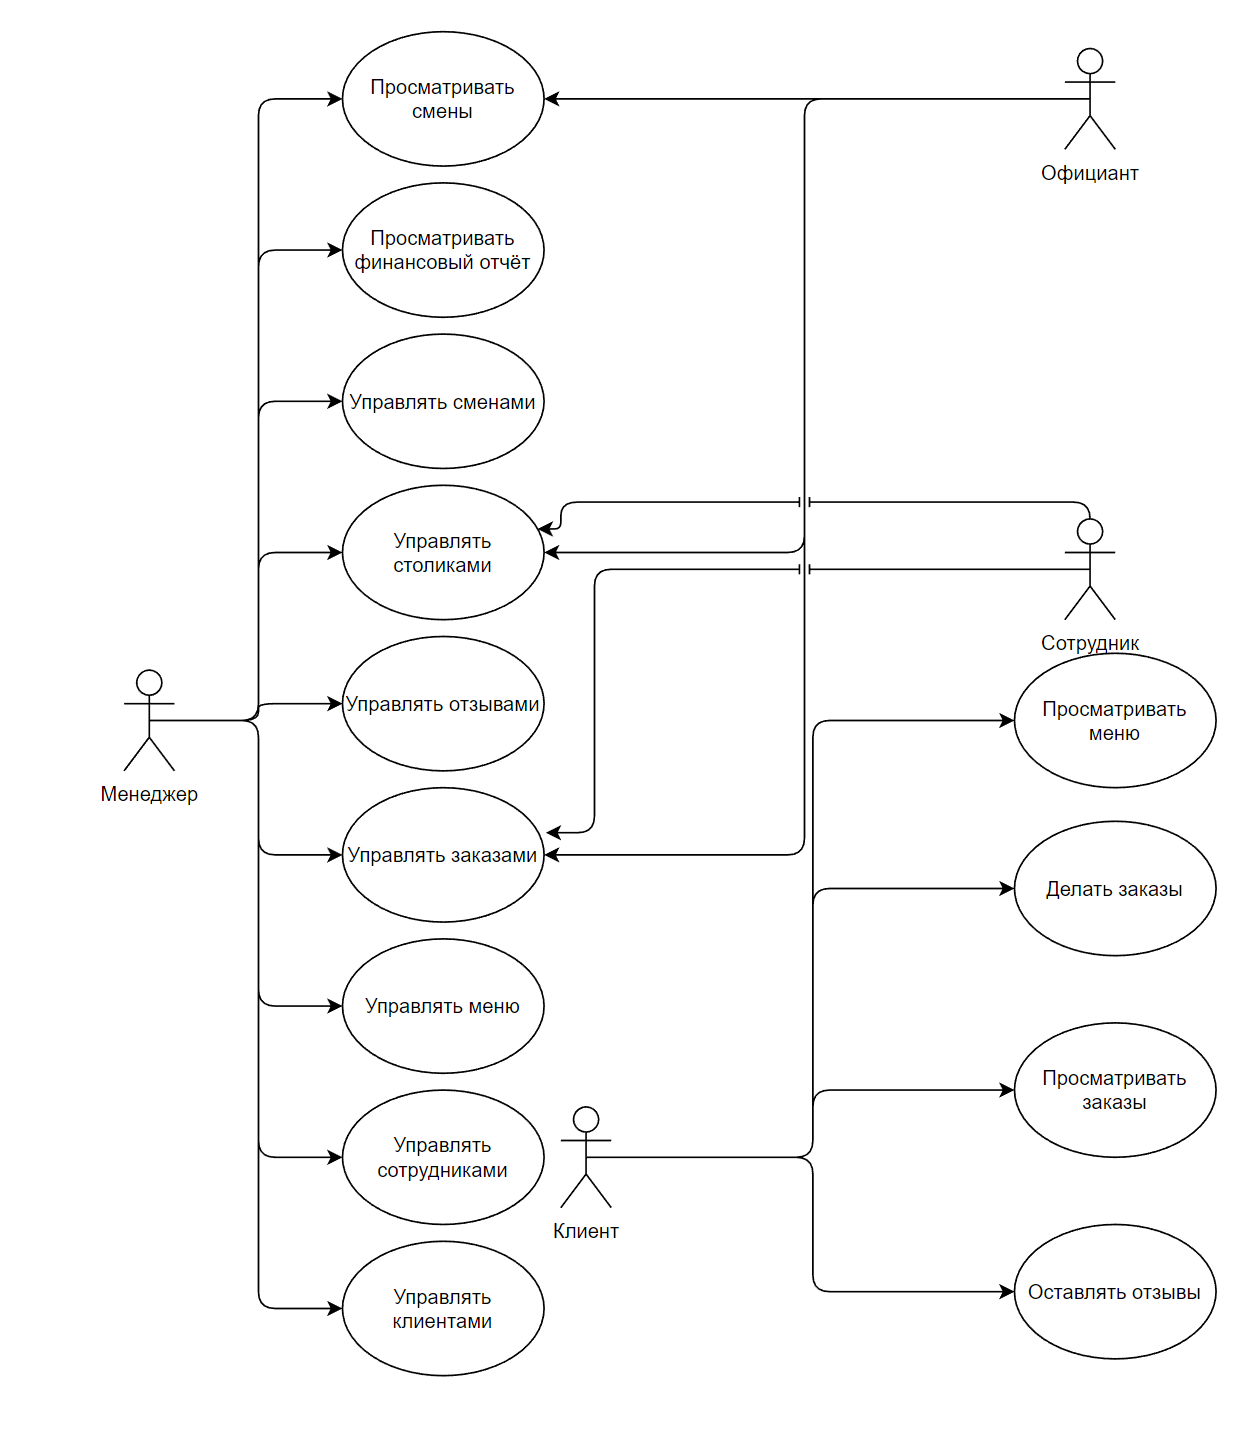 Просматривать
смены
Официант
Просматривать
финансовый отчёт
Управлять сменами
Управлять
столиками
Сотрудник
Управлять отзывами
Просматривать
меню
Менеджер
Управлять заказами
Делать заказы
Управлять меню
Просматривать
заказы
Управлять
сотрудниками
Клиент
Управлять
клиентами
Оставлять отзывы